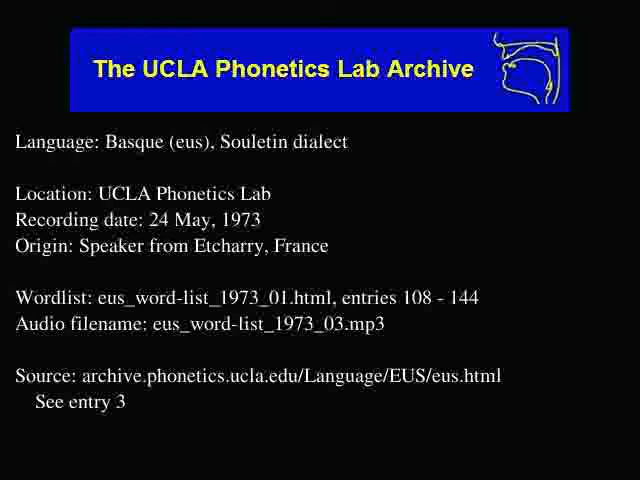 The UCLA Phonetics Lab Archive
Language: Basque (eus), Souletin dialect
Location: UCLA Phonetics Lab
Recording date: 24 May, 1973
Origin: Speaker from Etcharry, France
Wordlist: eus_word-list_1973_01.html, entries 108 - 144
Audio filename: eus_word-list_1973_03.mp3
Source: archive.phonetics.ucla.edu/Language/EUS/eus.html
See entry 3